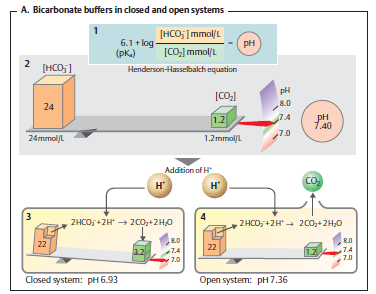 A. Bicarbonate buffers in closed and open systems
1
6.1 + log [HCO₃⁻] mmol/L / [CO₂] mmol/L = pH
(pKₐ)
Henderson-Hasselbalch equation
2
[HCO₃⁻]
24
24 mmol/L
[CO₂]
1.2
1.2 mmol/L
pH
8.0
7.4
7.0
pH
7.40
Addition of H⁺
H⁺
H⁺
CO₂
3
2HCO₃⁻+2H⁺ → 2CO₂+2H₂O
22
3.2
8.0
7.4
7.0
Closed system: pH 6.93
4
2HCO₃⁻+2H⁺ → 2CO₂+2H₂O
22
1.2
8.0
7.4
7.0
Open system: pH 7.36